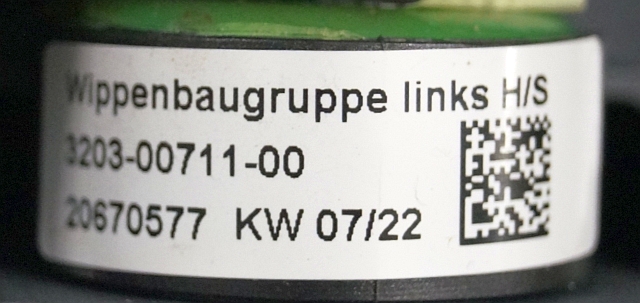 Wippenbaugruppe links H/S
3203-00711-00
20670577 KW 07/22